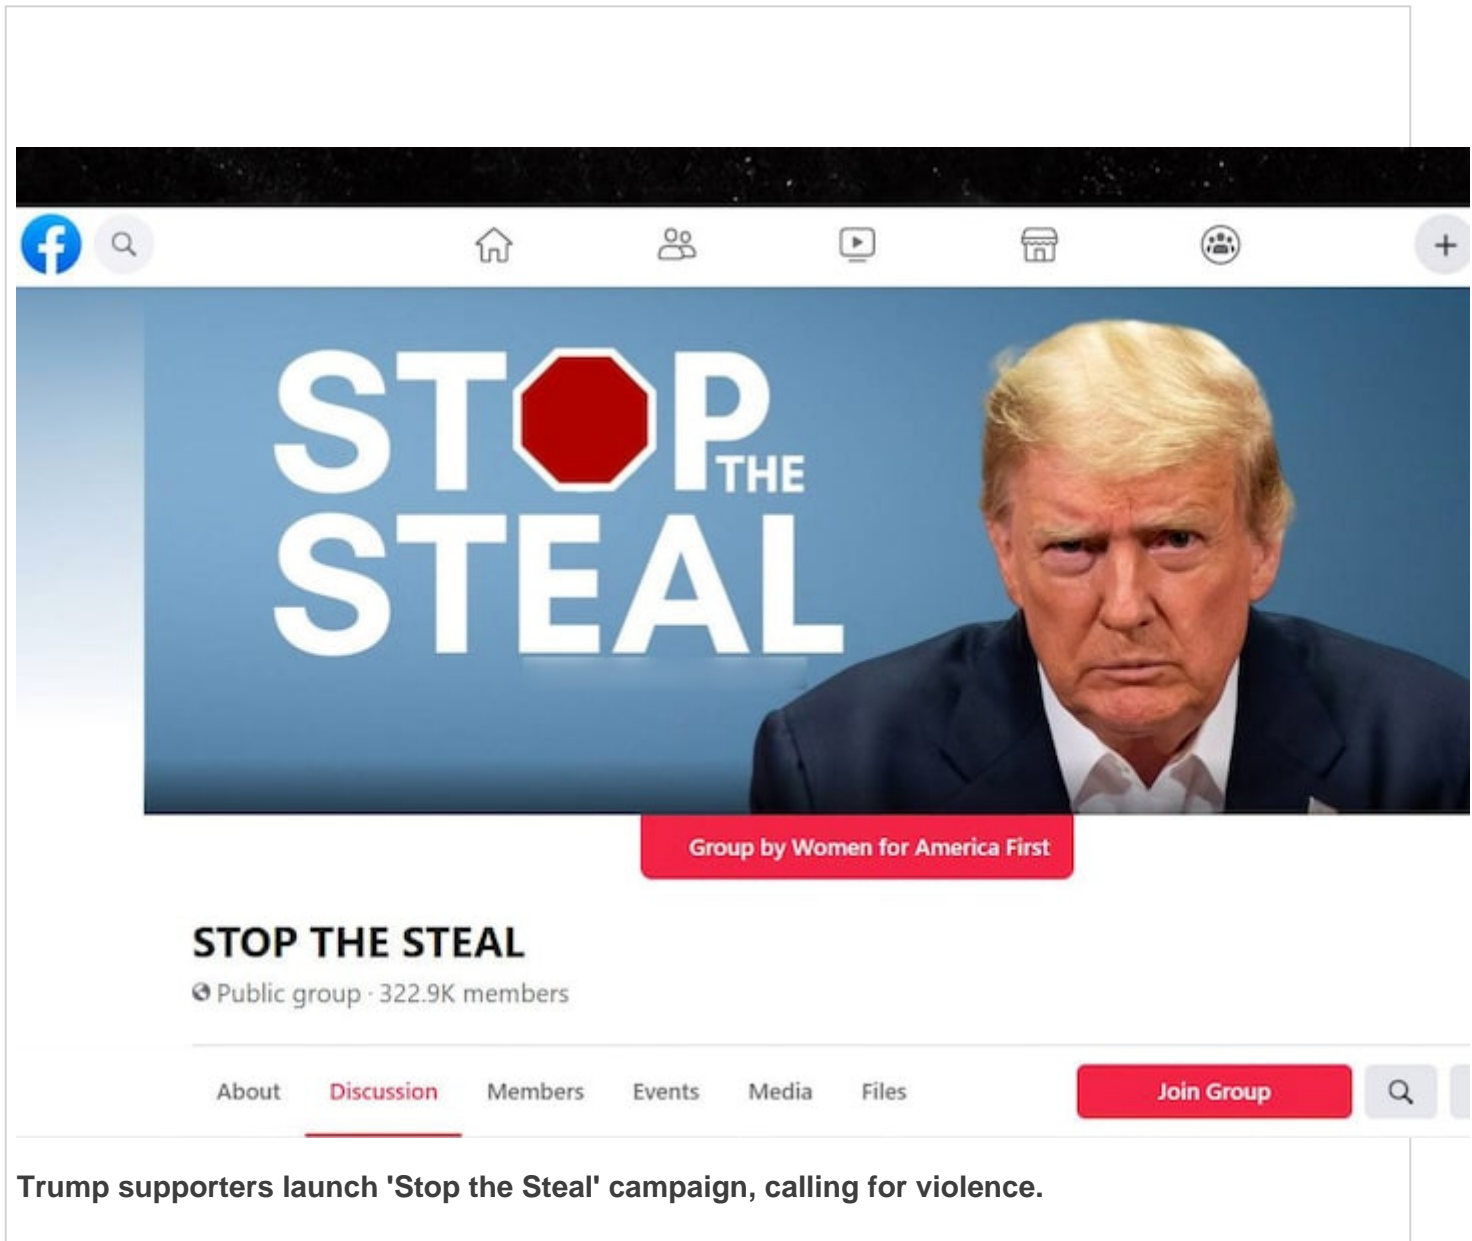 STOP
THE
STEAL
Group by Women for America First
STOP THE STEAL
Public group · 322.9K members
About Discussion Members Events Media Files Join Group
Trump supporters launch 'Stop the Steal' campaign, calling for violence.